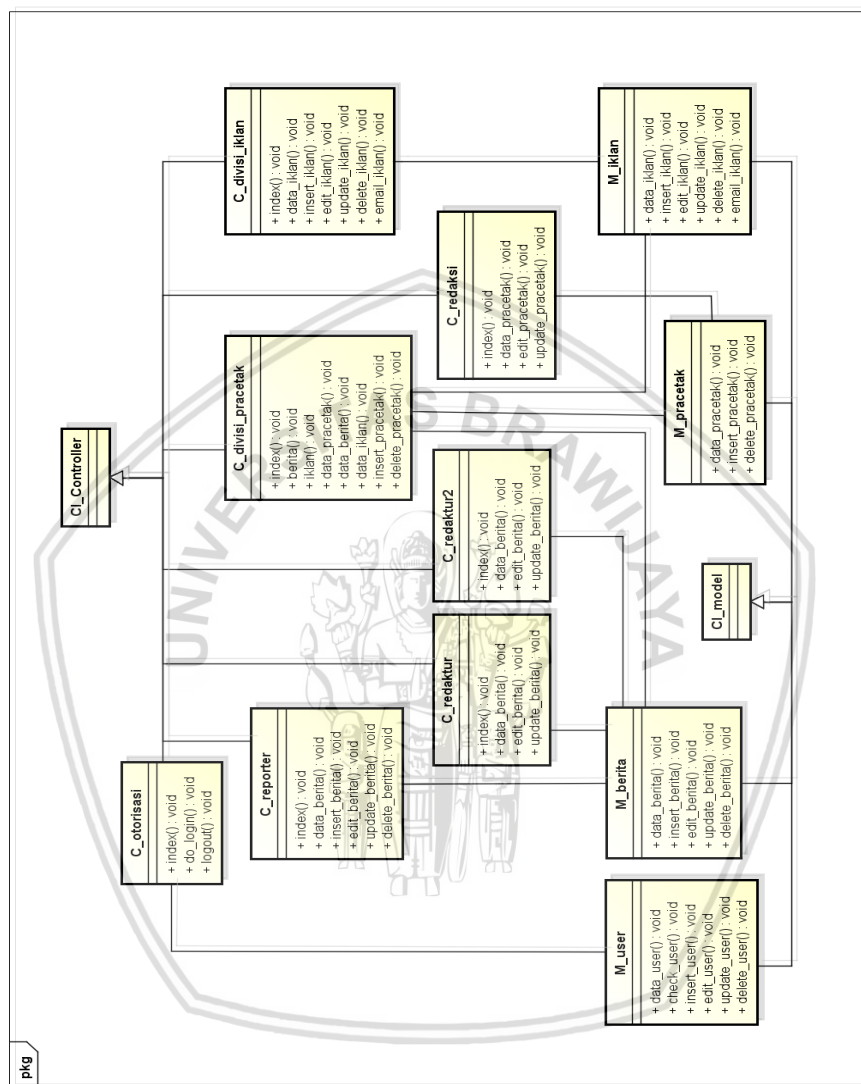 pkg
CI_Controller
C_otorisasi
+ index() : void
+ do_login() : void
+ logout() : void
C_reporter
+ index() : void
+ data_berita() : void
+ insert_berita() : void
+ edit_berita() : void
+ update_berita() : void
+ delete_berita() : void
C_redaktur
+ index() : void
+ data_berita() : void
+ edit_berita() : void
+ update_berita() : void
C_redaktur2
+ index() : void
+ data_berita() : void
+ edit_berita() : void
+ update_berita() : void
C_divisi_pracetak
+ index() : void
+ berita() : void
+ iklan() : void
+ data_pracetak() : void
+ data_berita() : void
+ data_iklan() : void
+ insert_pracetak() : void
+ delete_pracetak() : void
C_redaksi
+ index() : void
+ data_pracetak() : void
+ edit_pracetak() : void
+ update_pracetak() : void
C_divisi_iklan
+ index() : void
+ data_iklan() : void
+ insert_iklan() : void
+ edit_iklan() : void
+ update_iklan() : void
+ delete_iklan() : void
+ email_iklan() : void
M_user
+ data_user() : void
+ check_user() : void
+ insert_user() : void
+ edit_user() : void
+ update_user() : void
+ delete_user() : void
M_berita
+ data_berita() : void
+ insert_berita() : void
+ edit_berita() : void
+ update_berita() : void
+ delete_berita() : void
CI_model
M_pracetak
+ data_pracetak() : void
+ insert_pracetak() : void
+ delete_pracetak() : void
M_iklan
+ data_iklan() : void
+ insert_iklan() : void
+ edit_iklan() : void
+ update_iklan() : void
+ delete_iklan() : void
+ email_iklan() : void
UNIVERSITAS BRAWIJAYA